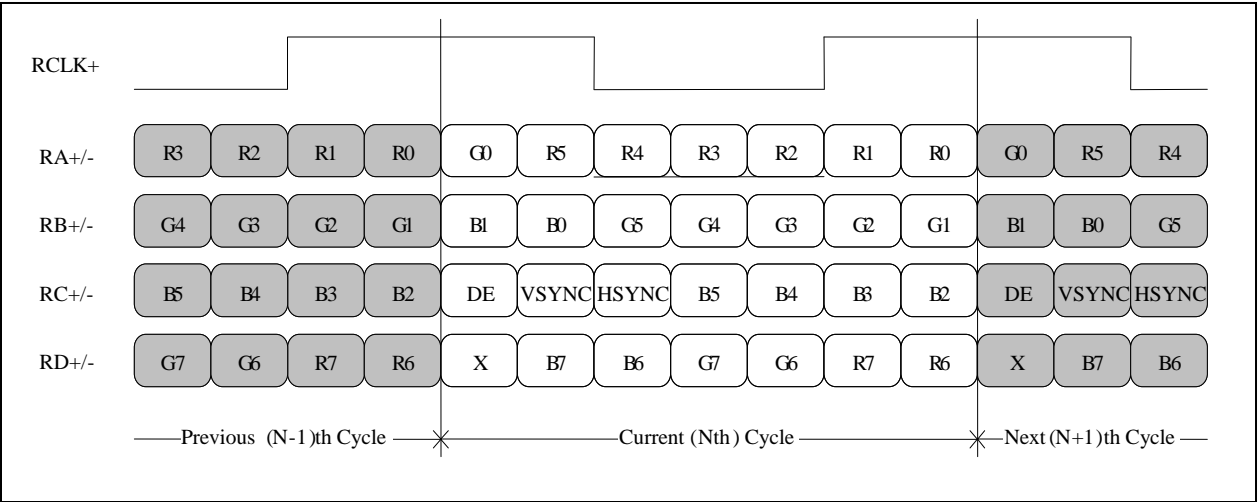 RCLK+
RA+/- R3 R2 R1 R0 G0 R5 R4 R3 R2 R1 R0 G0 R5 R4
RB+/- G4 G3 G2 G1 B1 B0 G5 G4 G3 G2 G1 B1 B0 G5
RC+/- B5 B4 B3 B2 DE VSYNC HSYNC B5 B4 B3 B2 DE VSYNC HSYNC
RD+/- G7 G6 R7 R6 X B7 B6 G7 G6 R7 R6 X B7 B6
Previous (N-1)th Cycle Current (Nth) Cycle Next (N+1)th Cycle